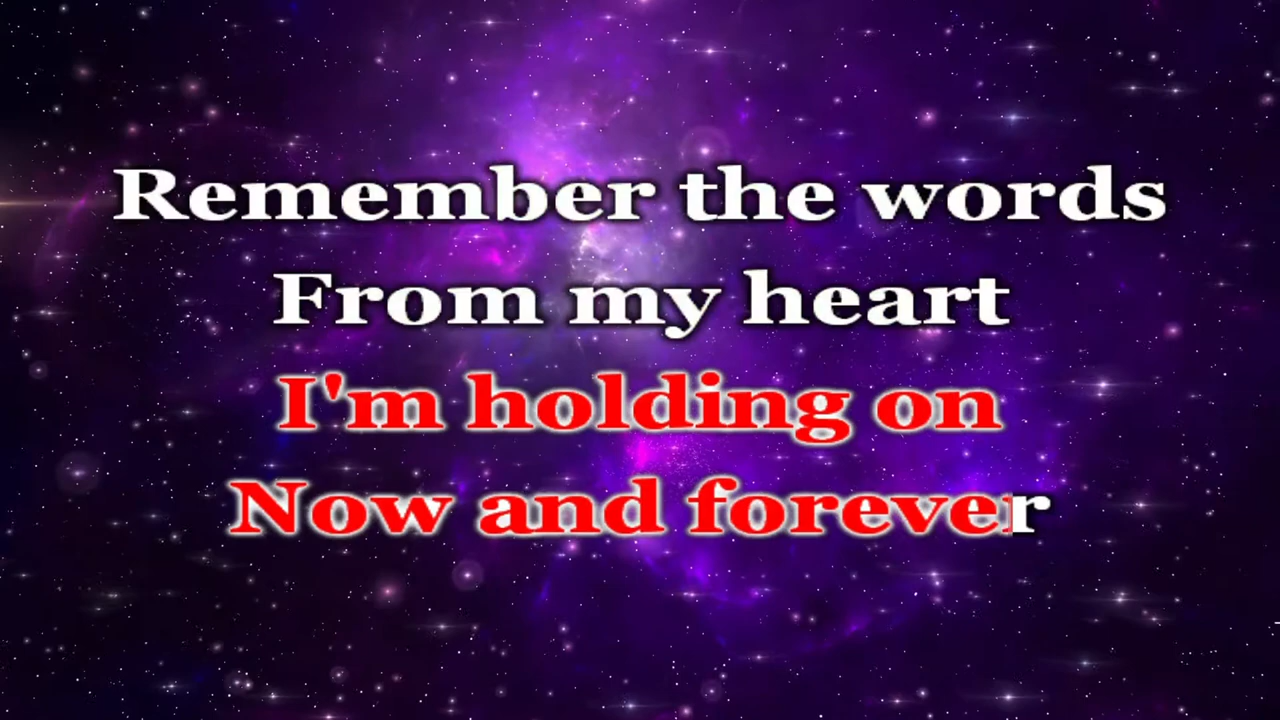 Remember the words
From my heart
I'm holding on
Now and forever